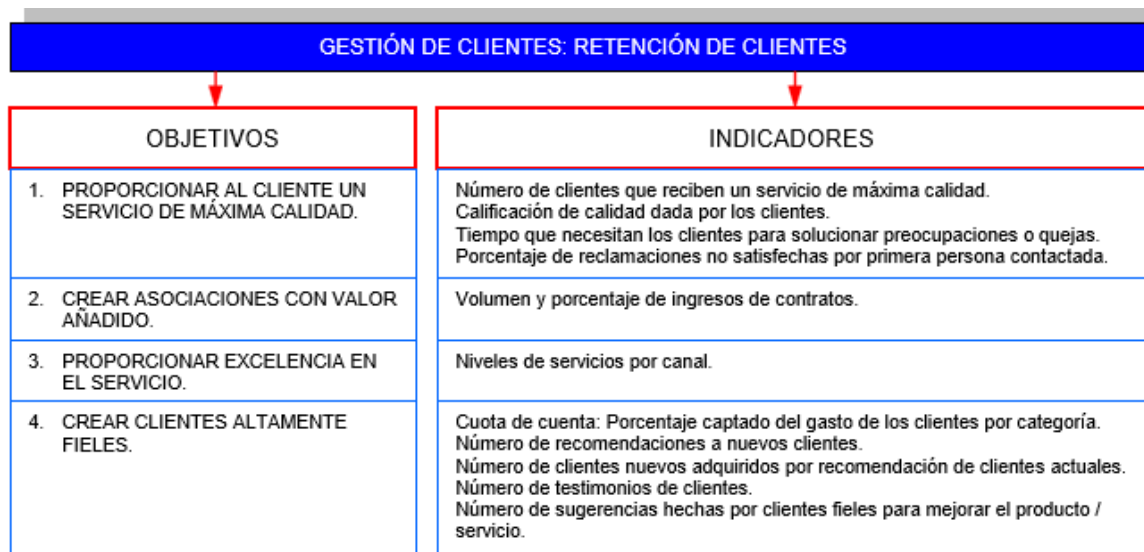 GESTIÓN DE CLIENTES: RETENCIÓN DE CLIENTES
OBJETIVOS
INDICADORES
1. PROPORCIONAR AL CLIENTE UN
SERVICIO DE MÁXIMA CALIDAD.
Número de clientes que reciben un servicio de máxima calidad.
Calificación de calidad dada por los clientes.
Tiempo que necesitan los clientes para solucionar preocupaciones o quejas.
Porcentaje de reclamaciones no satisfechas por primera persona contactada.
2. CREAR ASOCIACIONES CON VALOR
AÑADIDO.
Volumen y porcentaje de ingresos de contratos.
3. PROPORCIONAR EXCELENCIA EN
EL SERVICIO.
Niveles de servicios por canal.
4. CREAR CLIENTES ALTAMENTE
FIELES.
Cuota de cuenta: Porcentaje captado del gasto de los clientes por categoría.
Número de recomendaciones a nuevos clientes.
Número de clientes nuevos adquiridos por recomendación de clientes actuales.
Número de testimonios de clientes.
Número de sugerencias hechas por clientes fieles para mejorar el producto /
servicio.